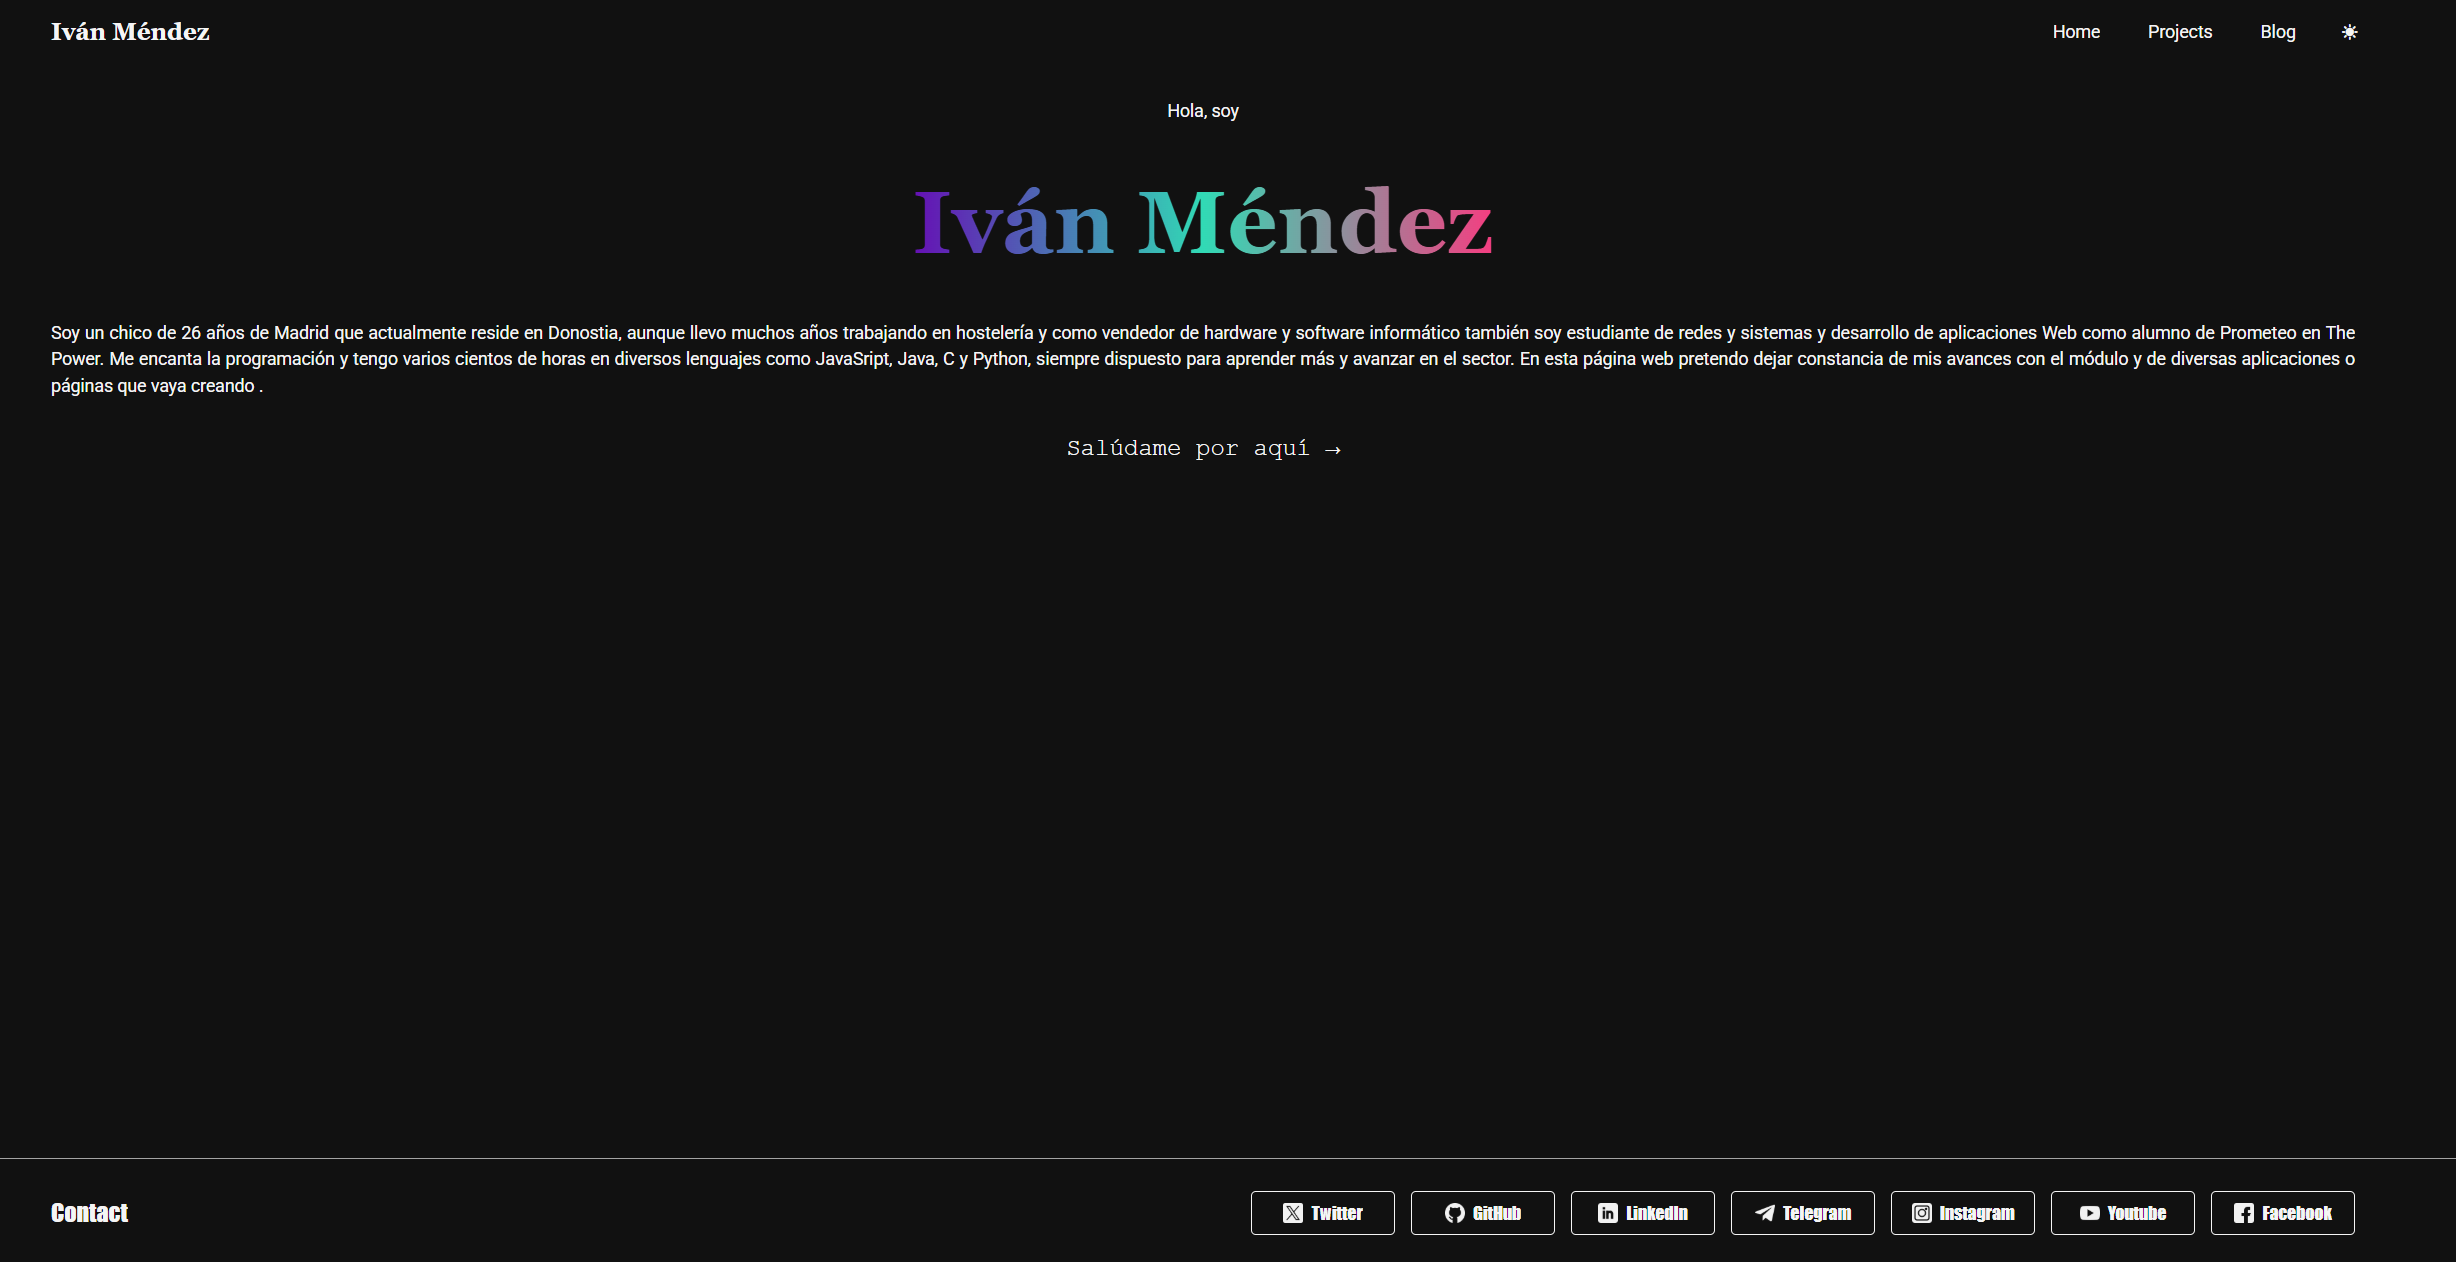 Iván Méndez
Home Projects Blog
Hola, soy
Iván Méndez
Soy un chico de 26 años de Madrid que actualmente reside en Donostia, aunque llevo muchos años trabajando en hostelería y como vendedor de hardware y software informático también soy estudiante de redes y sistemas y desarrollo de aplicaciones Web como alumno de Prometeo en The
Power. Me encanta la programación y tengo varios cientos de horas en diversos lenguajes como JavaSript, Java, C y Python, siempre dispuesto para aprender más y avanzar en el sector. En esta página web pretendo dejar constancia de mis avances con el módulo y de diversas aplicaciones o
páginas que vaya creando .
Salúdame por aquí →
Contact
Twitter GitHub LinkedIn Telegram Instagram Youtube Facebook